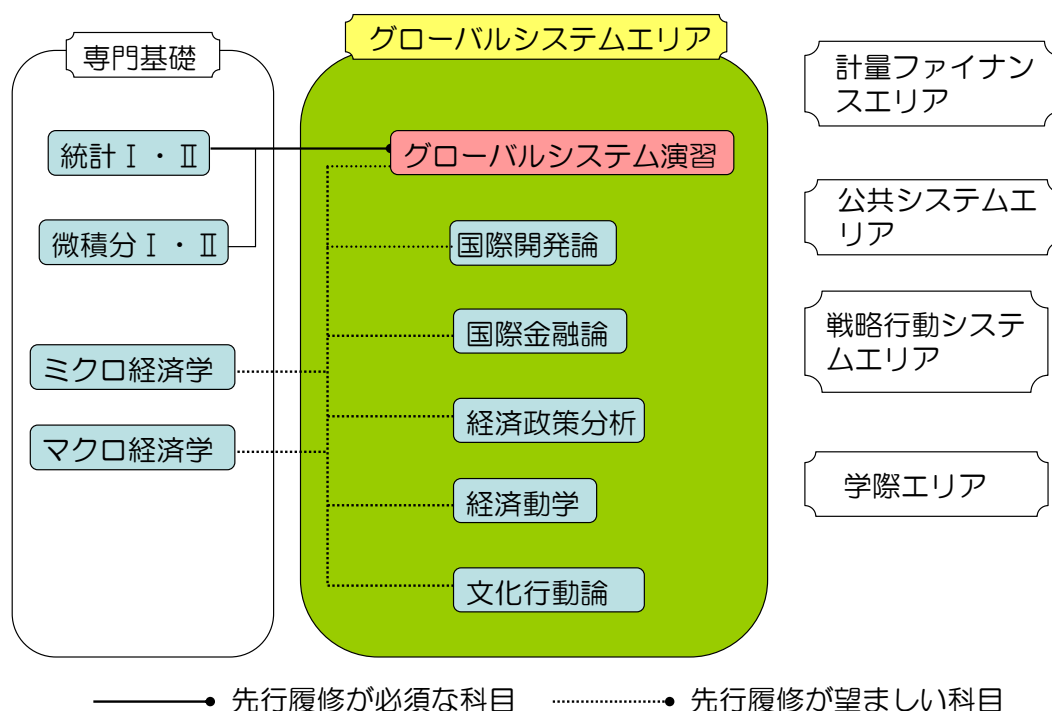 専門基礎
統計Ⅰ・Ⅱ
微積分Ⅰ・Ⅱ
ミクロ経済学
マクロ経済学
グローバルシステムエリア
グローバルシステム演習
国際開発論
国際金融論
経済政策分析
経済動学
文化行動論
計量ファイナン
スエリア
公共システムエ
リア
戦略行動システ
ムエリア
学際エリア
先行履修が必須な科目
先行履修が望ましい科目